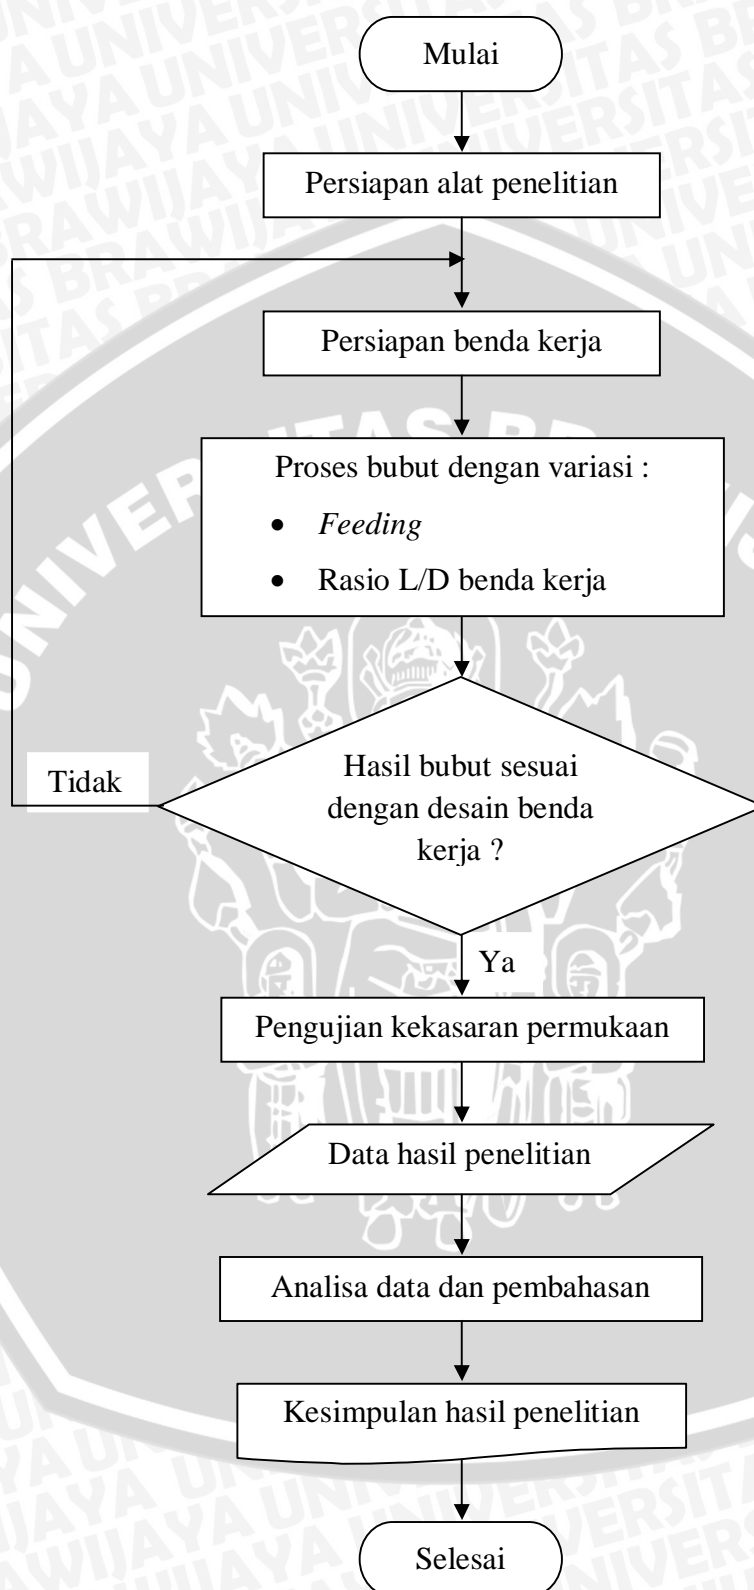 Mulai
Persiapan alat penelitian
Persiapan benda kerja
Proses bubut dengan variasi :
• Feeding
• Rasio L/D benda kerja
Hasil bubut sesuai
dengan desain benda
kerja ?
Tidak
Ya
Pengujian kekasaran permukaan
Data hasil penelitian
Analisa data dan pembahasan
Kesimpulan hasil penelitian
Selesai